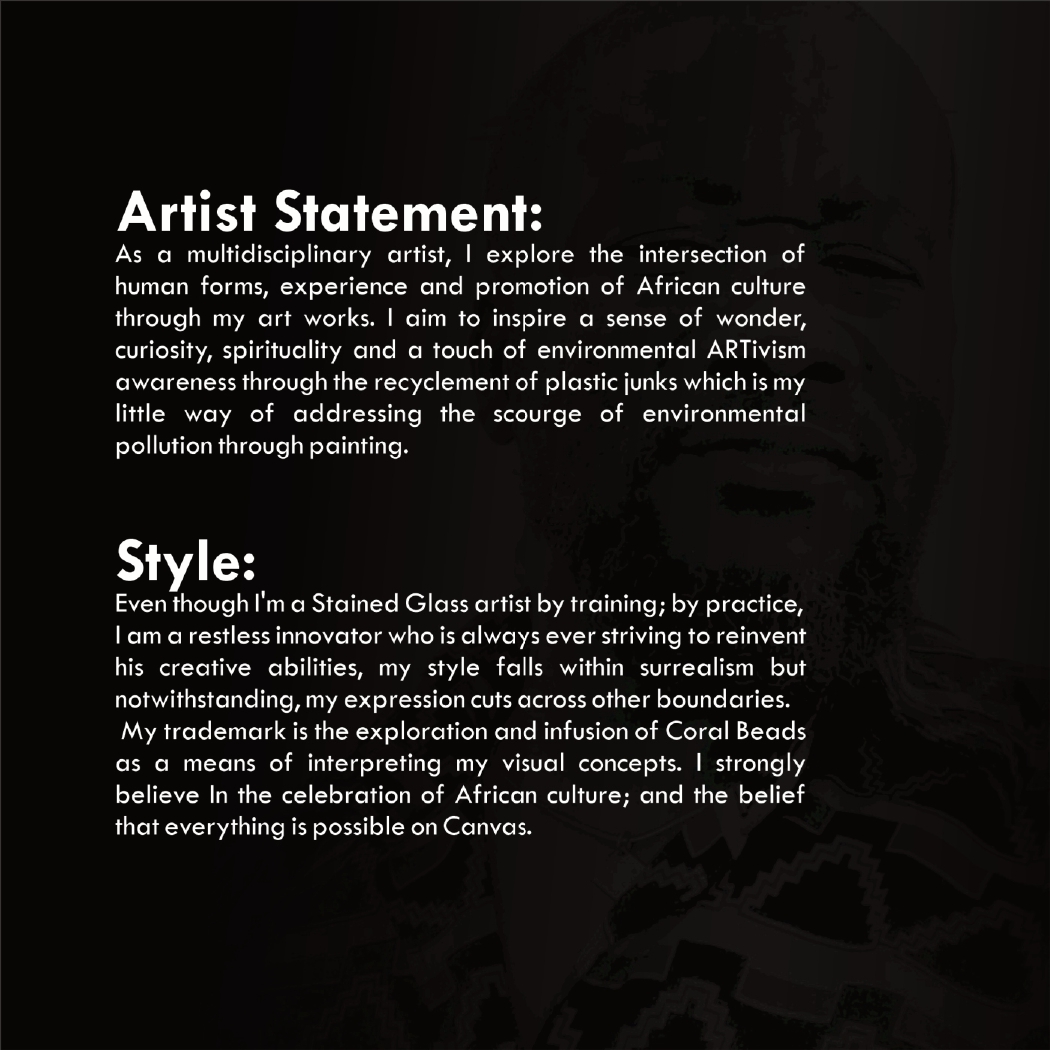 Artist Statement:
As a multidisciplinary artist, I explore the intersection of
human forms, experience and promotion of African culture
through my art works. I aim to inspire a sense of wonder,
curiosity, spirituality and a touch of environmental ARTivism
awareness through the recyclement of plastic junks which is my
little way of addressing the scourge of environmental
pollution through painting.
Style:
Even though I'm a Stained Glass artist by training; by practice,
I am a restless innovator who is always ever striving to reinvent
his creative abilities, my style falls within surrealism but
notwithstanding, my expression cuts across other boundaries.
My trademark is the exploration and infusion of Coral Beads
as a means of interpreting my visual concepts. I strongly
believe In the celebration of African culture; and the belief
that everything is possible on Canvas.